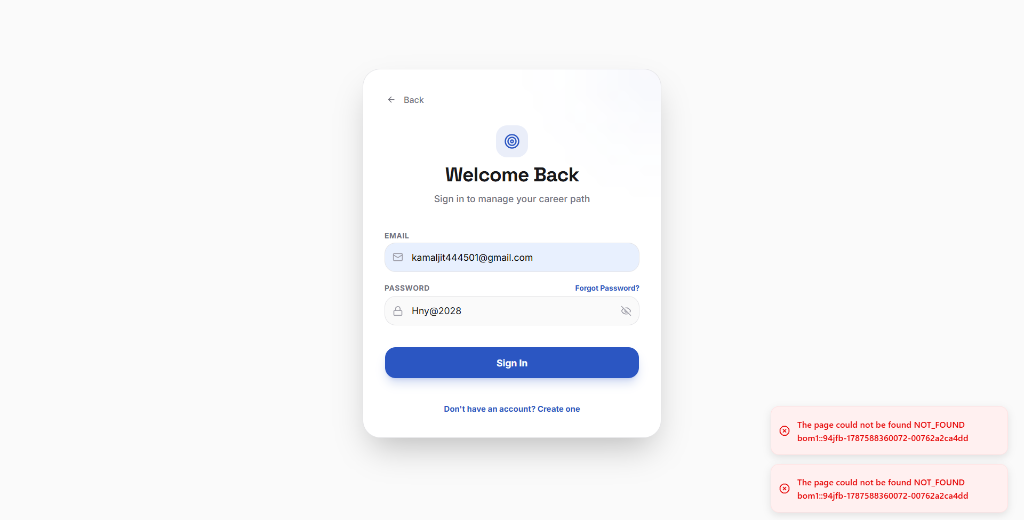 Back
Welcome Back
Sign in to manage your career path
EMAIL
kamaljit444501@gmail.com
PASSWORD Forgot Password?
Hny@2028
Sign In
Don't have an account? Create one
The page could not be found NOT_FOUND
bom1::94jfb-1787588360072-00762a2ca4dd
The page could not be found NOT_FOUND
bom1::94jfb-1787588360072-00762a2ca4dd